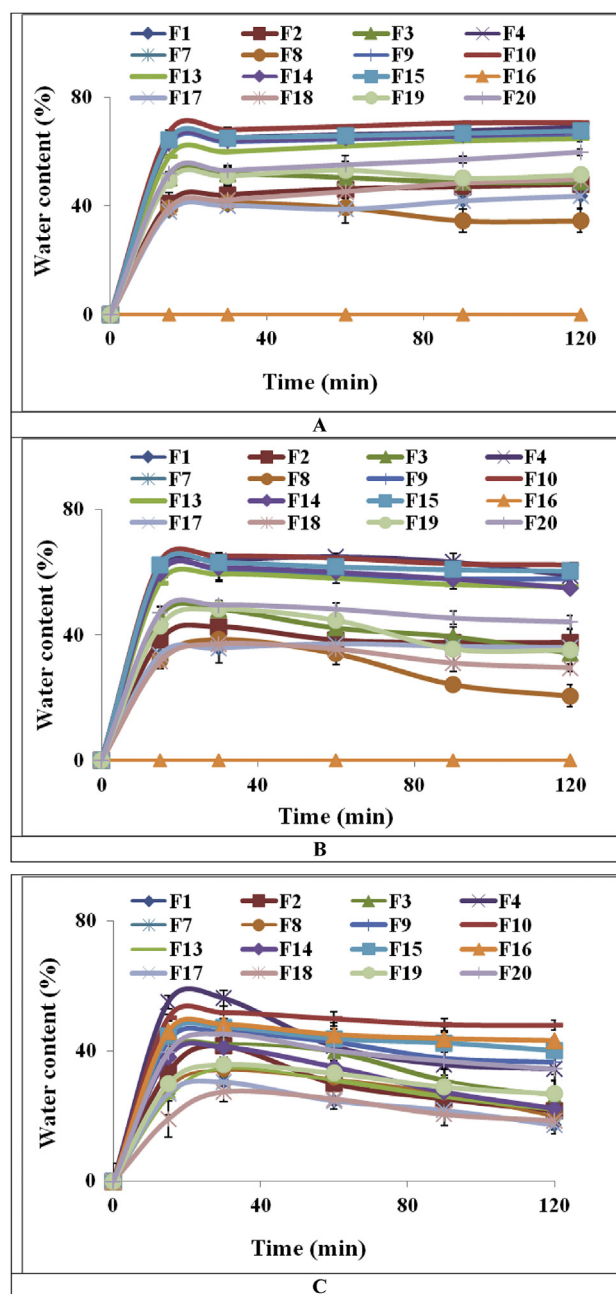 F1 F2 F3 F4
F7 F8 F9 F10
F13 F14 F15 F16
F17 F18 F19 F20
Water content (%)
80
40
0
0 40 80 120
Time (min)
A
F1 F2 F3 F4
F7 F8 F9 F10
F13 F14 F15 F16
F17 F18 F19 F20
Water content (%)
80
40
0
0 40 80 120
Time (min)
B
F1 F2 F3 F4
F7 F8 F9 F10
F13 F14 F15 F16
F17 F18 F19 F20
Water content (%)
80
40
0
0 40 80 120
Time (min)
C